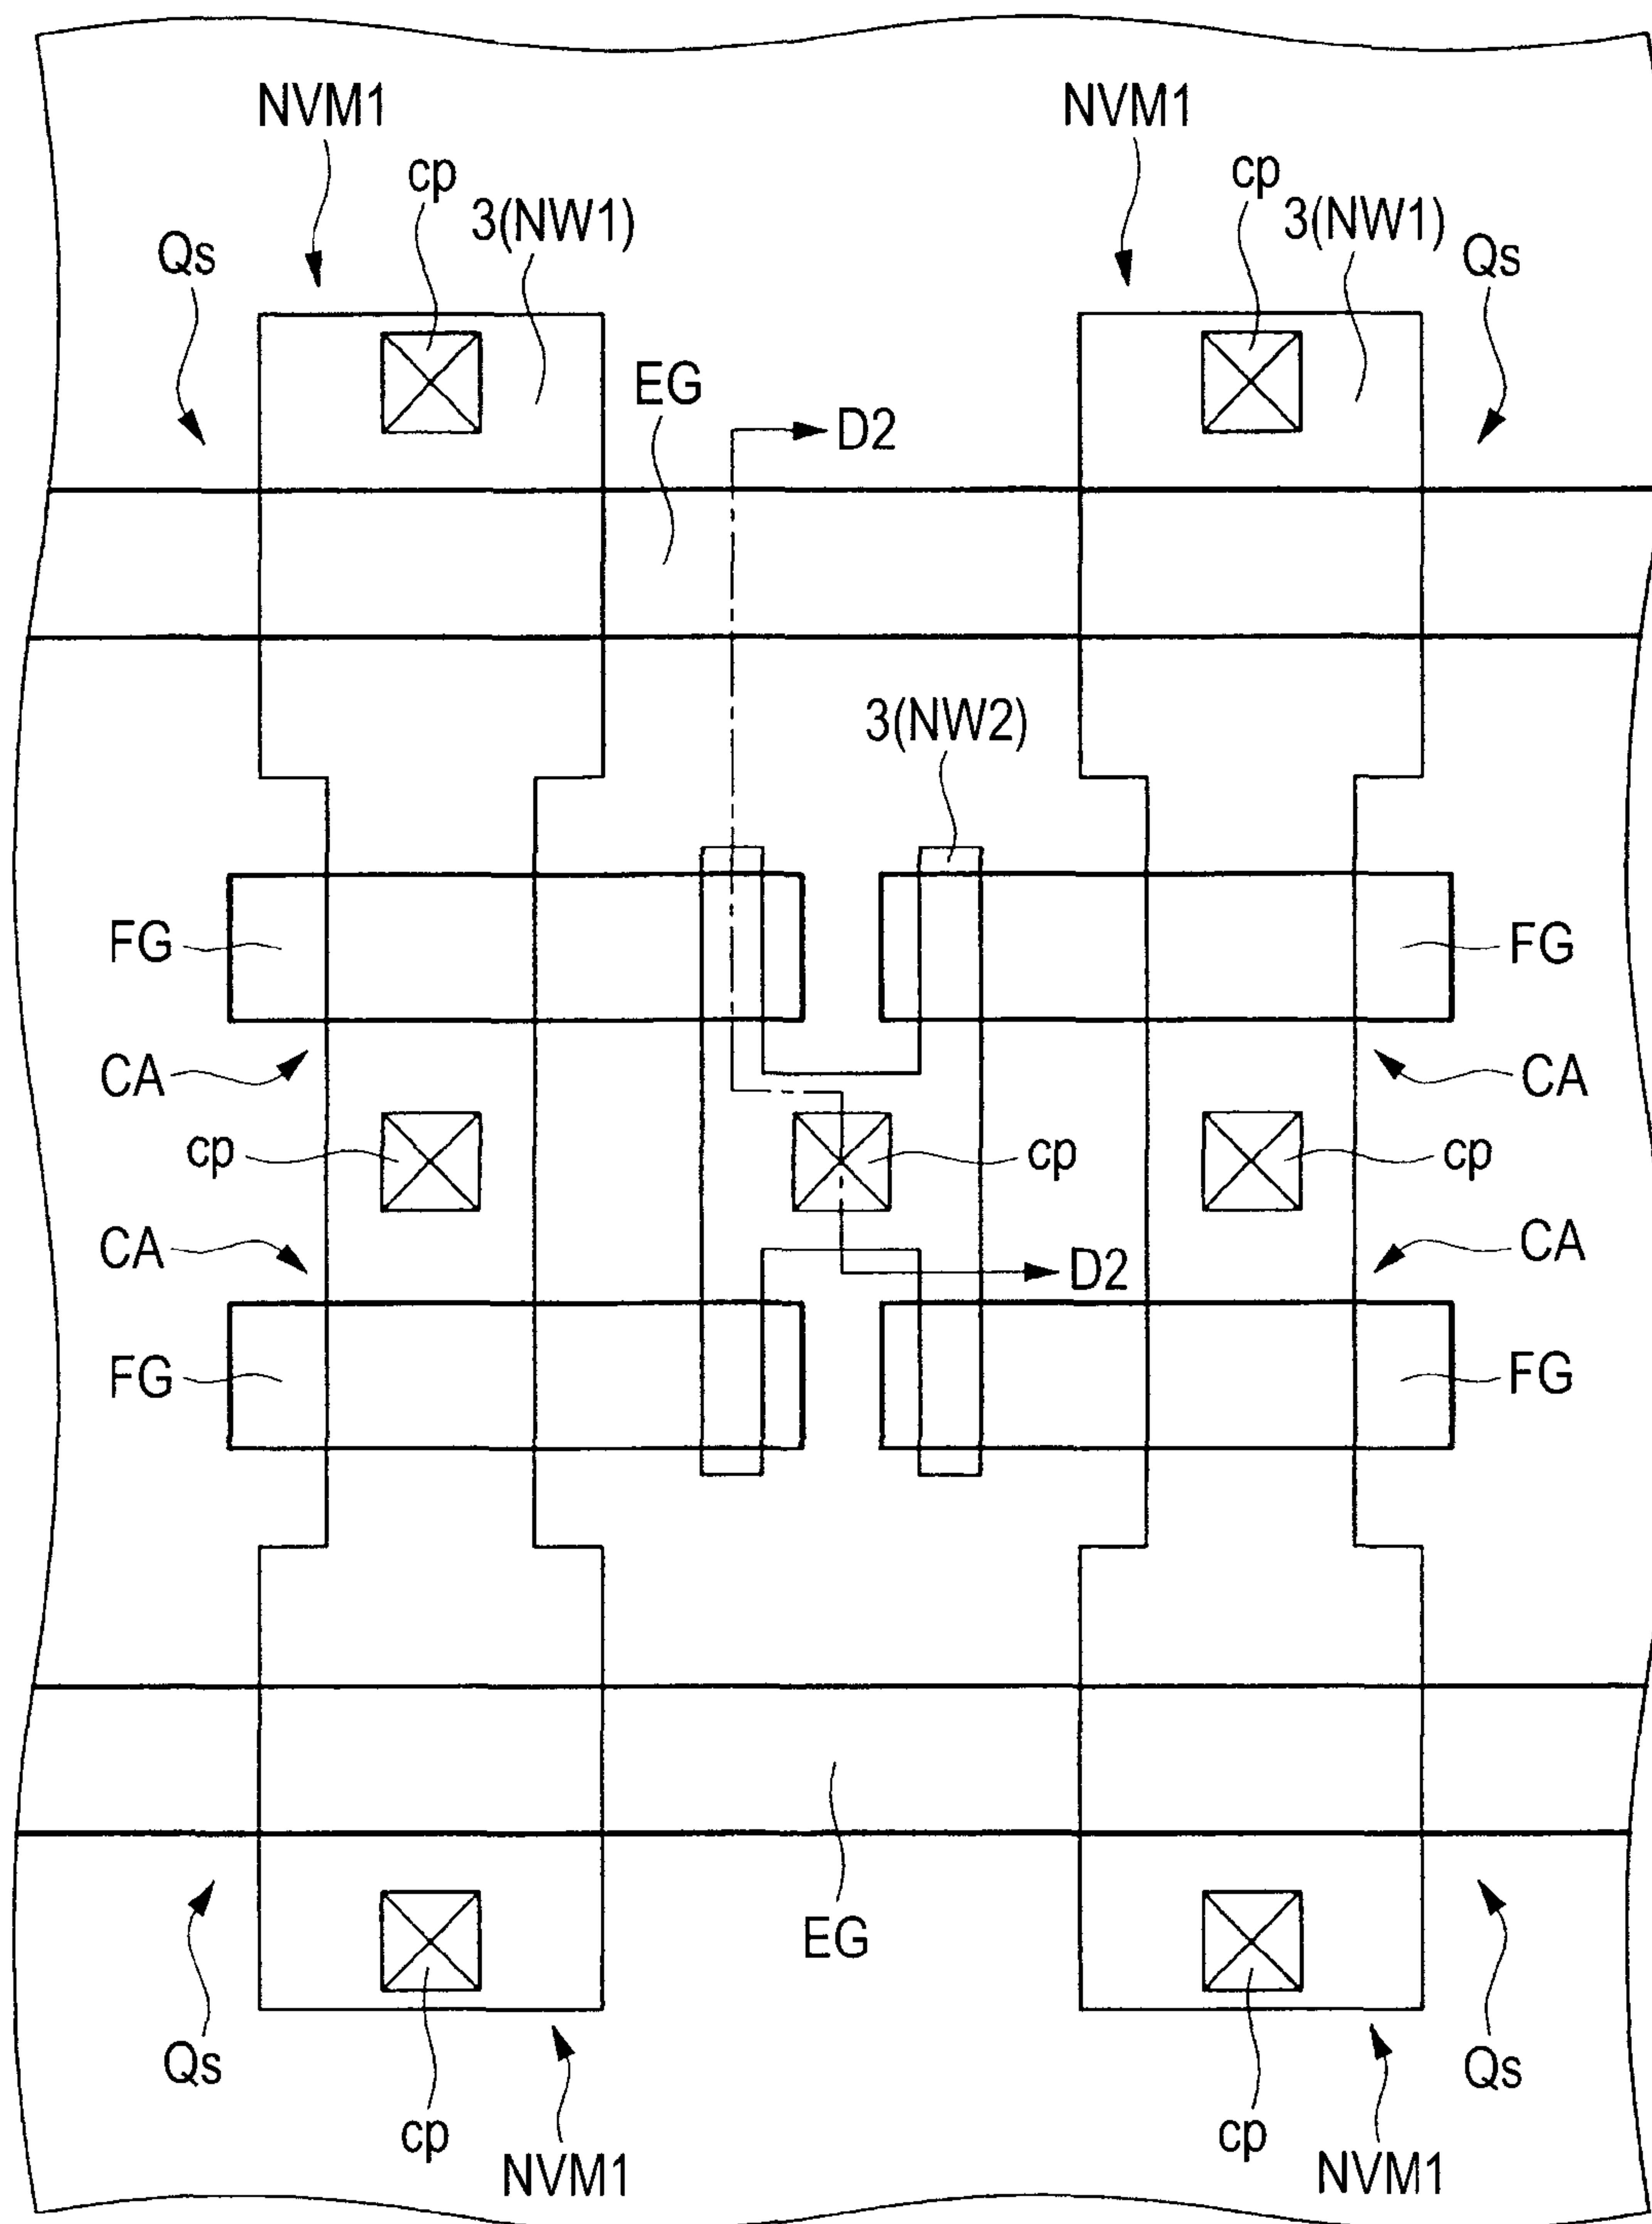 NVM1
NVM1
cp
cp
3(NW1)
3(NW1)
Qs
Qs
EG
D2
3(NW2)
FG
FG
CA
CA
cp
cp
cp
CA
CA
D2
FG
FG
EG
Qs
Qs
cp
cp
NVM1
NVM1